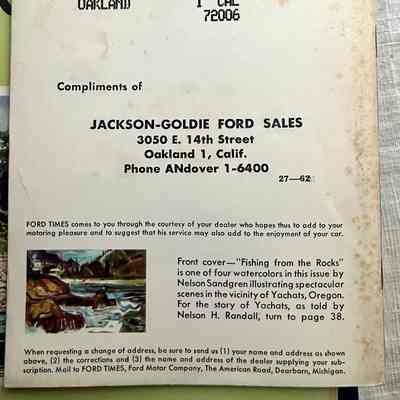 OAKLAND 1 CAL
72006
Compliments of
JACKSON-GOLDIE FORD SALES
3050 E. 14th Street
Oakland 1, Calif.
Phone ANdover 1-6400
27—62
FORD TIMES comes to you through the courtesy of your dealer who hopes thus to add to your
motoring pleasure and to suggest that his service may also add to the enjoyment of your car.
Front cover—"Fishing from the Rocks"
is one of four watercolors in this issue by
Nelson Sandgren illustrating spectacular
scenes in the vicinity of Yachats, Oregon.
For the story of Yachats, as told by
Nelson H. Randall, turn to page 38.
When requesting a change of address, be sure to send us (1) your name and address as shown
above, (2) the corrections and (3) the name and address of the dealer supplying your sub-
scription. Mail to FORD TIMES, Ford Motor Company, The American Road, Dearborn, Michigan.